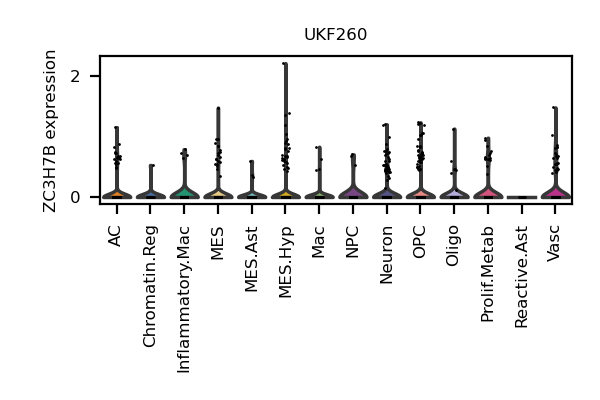 UKF260
ZC3H7B expression
2
0
AC
Chromatin.Reg
Inflammatory.Mac
MES
MES.Ast
MES.Hyp
Mac
NPC
Neuron
OPC
Oligo
Prolif.Metab
Reactive.Ast
Vasc